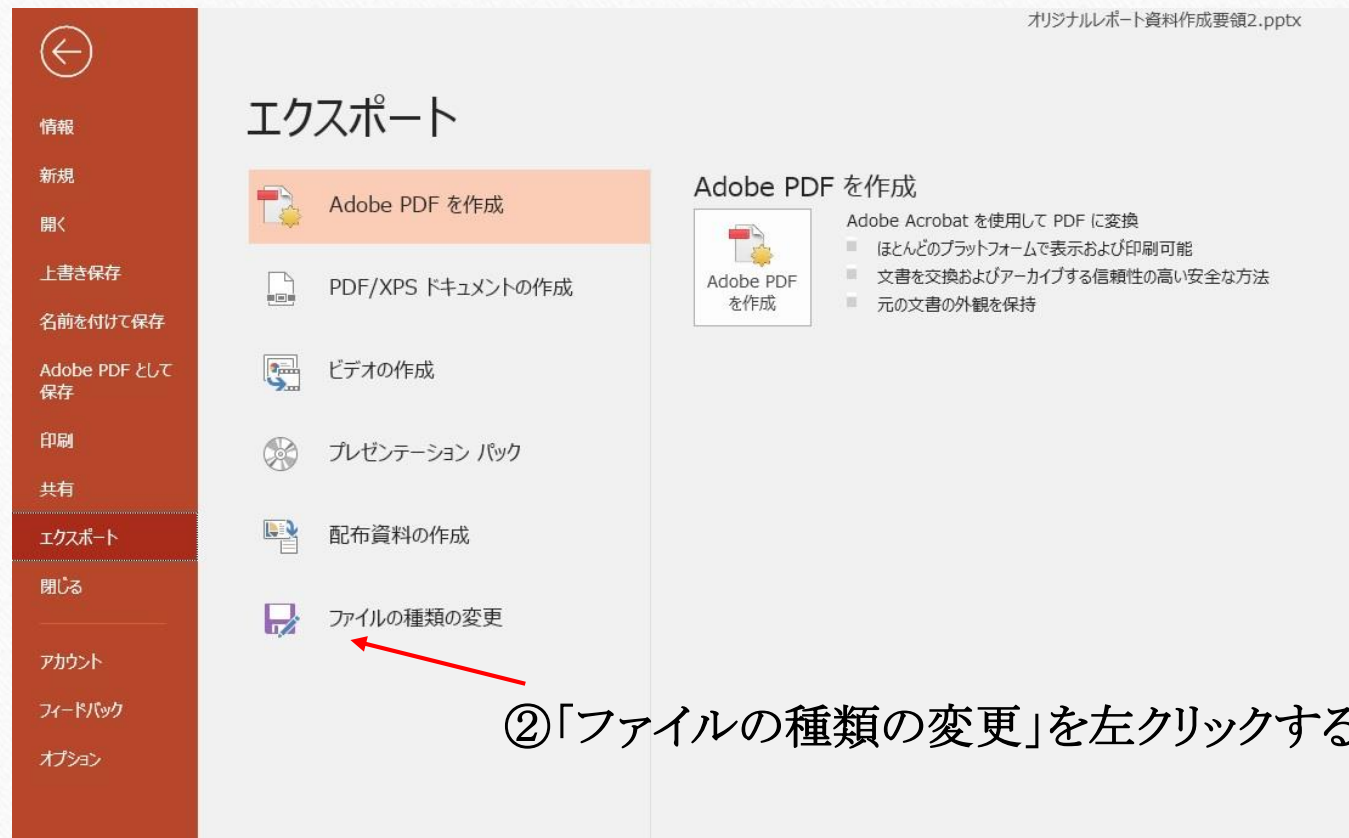 オリジナルレポート資料作成要領2.pptx
情報
新規
開く
上書き保存
名前を付けて保存
Adobe PDF として
保存
印刷
共有
エクスポート
閉じる
アカウント
フィードバック
オプション
エクスポート
Adobe PDF を作成
PDF/XPS ドキュメントの作成
ビデオの作成
プレゼンテーション パック
配布資料の作成
ファイルの種類の変更
Adobe PDF を作成
Adobe PDF
を作成
Adobe Acrobat を使用して PDF に変換
ほとんどのプラットフォームで表示および印刷可能
文書を交換およびアーカイブする信頼性の高い安全な方法
元の文書の外観を保持
②「ファイルの種類の変更」を左クリックする